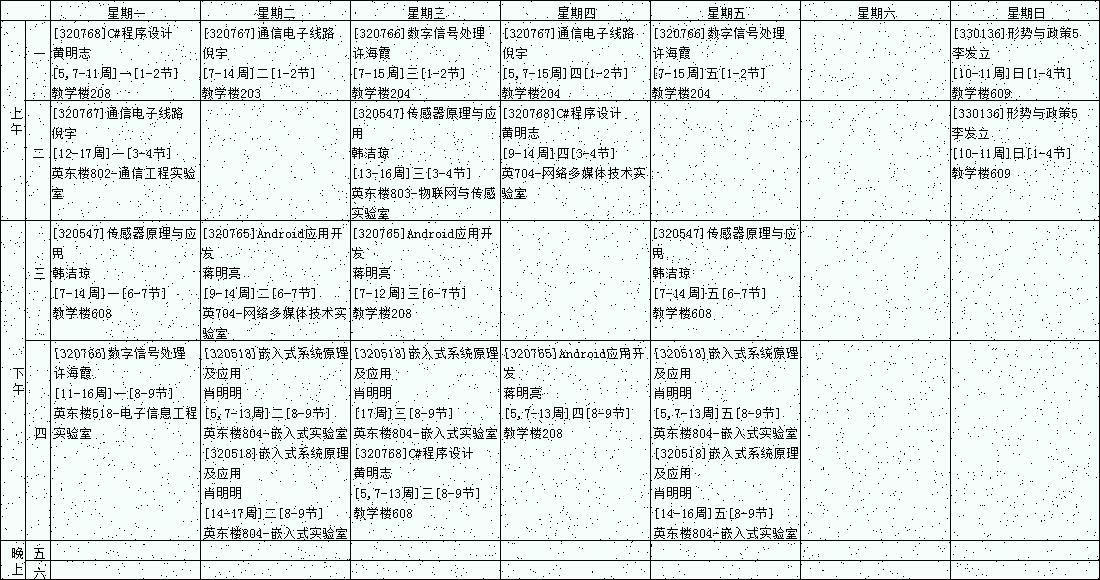 星期一
星期二
星期三
星期四
星期五
星期六
星期日
上午
一
[320768]C#程序设计
黄明志
[5,7-11周]一[1-2节]
教学楼208
[320767]通信电子线路
倪宇
[7-14周]二[1-2节]
教学楼203
[320766]数字信号处理
许海霞
[7-15周]三[1-2节]
教学楼204
[320767]通信电子线路
倪宇
[5,7-15周]四[1-2节]
教学楼204
[320766]数字信号处理
许海霞
[7-15周]五[1-2节]
教学楼204
[330136]形势与政策5
李发立
[10-11周]日[1-4节]
教学楼609
二
[320767]通信电子线路
倪宇
[12-17周]一[3-4节]
英东楼802-通信工程实验
室
[320547]传感器原理与应
用
韩洁琼
[13-16周]三[3-4节]
英东楼803-物联网与传感
实验室
[320768]C#程序设计
黄明志
[9-14周]四[3-4节]
英704-网络多媒体技术实
验室
[330136]形势与政策5
李发立
[10-11周]日[1-4节]
教学楼609
下午
三
[320547]传感器原理与应
用
韩洁琼
[7-14周]一[6-7节]
教学楼608
[320765]Android应用开
发
蒋明亮
[9-14周]二[6-7节]
英704-网络多媒体技术实
验室
[320765]Android应用开
发
蒋明亮
[7-12周]三[6-7节]
教学楼208
[320547]传感器原理与应
用
韩洁琼
[7-14周]五[6-7节]
教学楼608
四
[320766]数字信号处理
许海霞
[11-16周]一[8-9节]
英东楼518-电子信息工程
实验室
[320518]嵌入式系统原理
及应用
肖明明
[5,7-13周]二[8-9节]
英东楼804-嵌入式实验室
[320518]嵌入式系统原理
及应用
肖明明
[14-17周]二[8-9节]
英东楼804-嵌入式实验室
[320518]嵌入式系统原理
及应用
肖明明
[17周]三[8-9节]
英东楼804-嵌入式实验室
[320768]C#程序设计
黄明志
[5,7-13周]三[8-9节]
教学楼608
[320765]Android应用开
发
蒋明亮
[5,7-13周]四[8-9节]
教学楼208
[320518]嵌入式系统原理
及应用
肖明明
[5,7-13周]五[8-9节]
英东楼804-嵌入式实验室
[320518]嵌入式系统原理
及应用
肖明明
[14-16周]五[8-9节]
英东楼804-嵌入式实验室
晚上
五
六